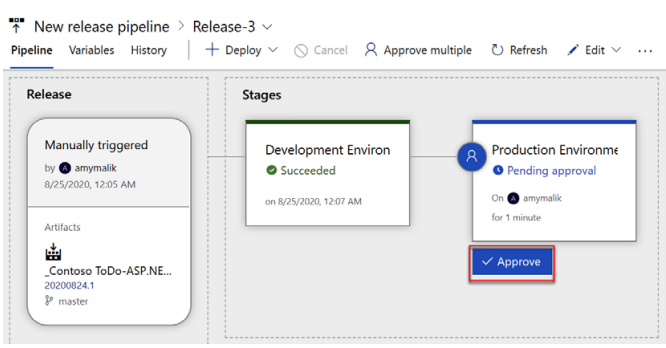 New release pipeline > Release-3
Pipeline Variables History Deploy Cancel Approve multiple Refresh Edit ...
Release
Manually triggered
by A amymalik
8/25/2020, 12:05 AM
Artifacts
_Contoso ToDo-ASP.NE...
20200824.1
master
Stages
Development Environ
Succeeded
on 8/25/2020, 12:07 AM
Production Environme
Pending approval
On A amymalik
for 1 minute
Approve